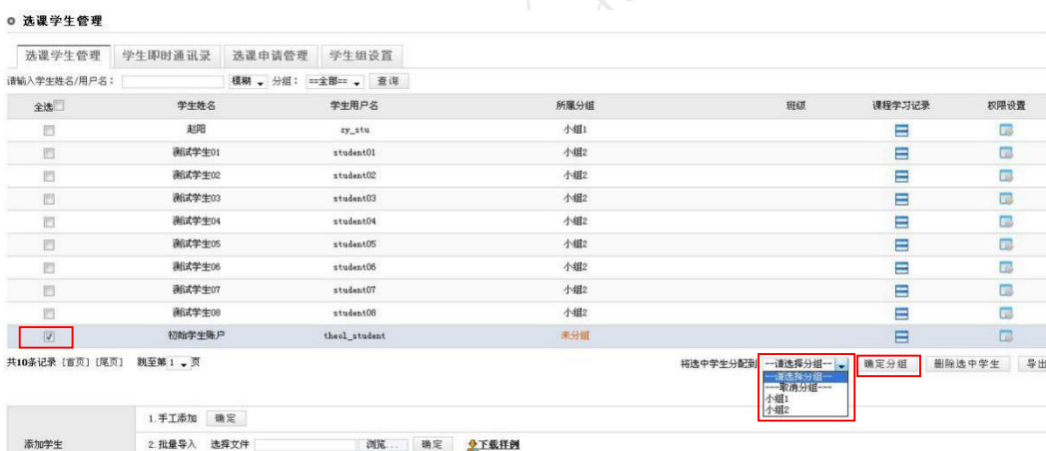 选课学生管理
选课学生管理 学生即时通讯录 选课申请管理 学生组设置
请输入学生姓名/用户名： 模糊 分组： ==全部== 查询
全选 学生姓名 学生用户名 所属分组 班级 课程学习记录 权限设置
赵阳 zy_stu 小组1
测试学生01 student01 小组2
测试学生02 student02 小组2
测试学生03 student03 小组2
测试学生04 student04 小组2
测试学生05 student05 小组2
测试学生06 student06 小组2
测试学生07 student07 小组2
测试学生08 student08 小组2
初始学生账户 theol_student 未分组
共10条记录 [首页] [尾页] 跳至第 1 页 将选中学生分配到 --请选择分组-- 确定分组 删除选中学生 导出
--请选择分组--
---取消分组---
小组1
小组2
1.手工添加 确定
添加学生 2.批量导入 选择文件 浏览... 确定 下载样例